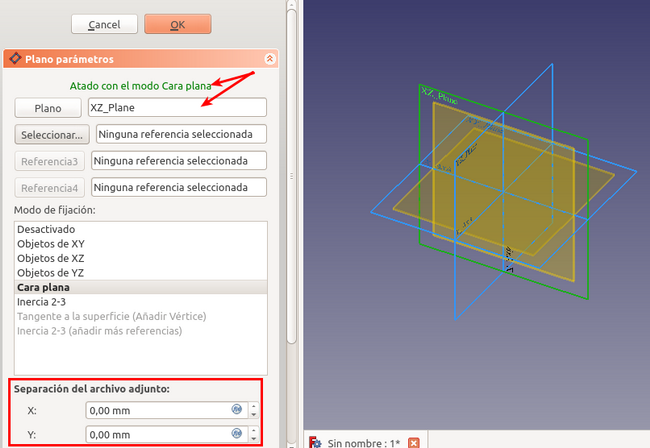 Cancel
OK
Plano parámetros
Atado con el modo Cara plana
Plano
XZ_Plane
Seleccionar...
Ninguna referencia seleccionada
Referencia3
Ninguna referencia seleccionada
Referencia4
Ninguna referencia seleccionada
Modo de fijación:
Desactivado
Objetos de XY
Objetos de XZ
Objetos de YZ
Cara plana
Inercia 2-3
Tangente a la superficie (Añadir Vértice)
Inercia 2-3 (añadir más referencias)
Separación del archivo adjunto:
X:
0,00 mm
Y:
0,00 mm
XZ_Plane
Sin nombre : 1*